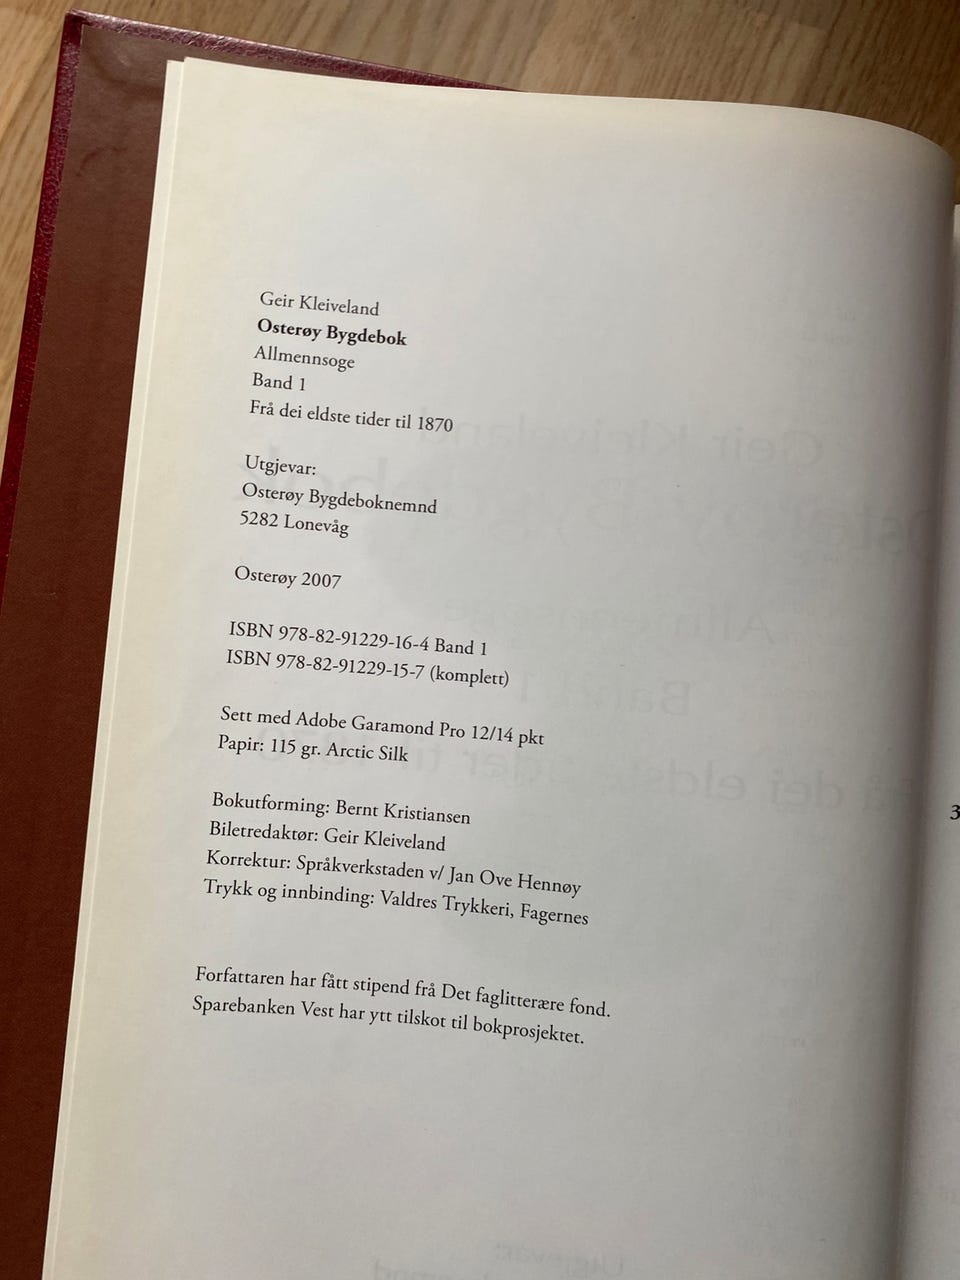 Geir Kleiveland
Osterøy Bygdebok
Allmennsoge
Band 1
Frå dei eldste tider til 1870
Utgjevar:
Osterøy Bygdeboknemnd
5282 Lonevåg
Osterøy 2007
ISBN 978-82-91229-16-4 Band 1
ISBN 978-82-91229-15-7 (komplett)
Sett med Adobe Garamond Pro 12/14 pkt
Papir: 115 gr. Arctic Silk
Bokutforming: Bernt Kristiansen
Biletredaktør: Geir Kleiveland
Korrektur: Språkverkstaden v/ Jan Ove Hennøy
Trykk og innbinding: Valdres Trykkeri, Fagernes
Forfattaren har fått stipend frå Det faglitterære fond.
Sparebanken Vest har ytt tilskot til bokprosjektet.
3